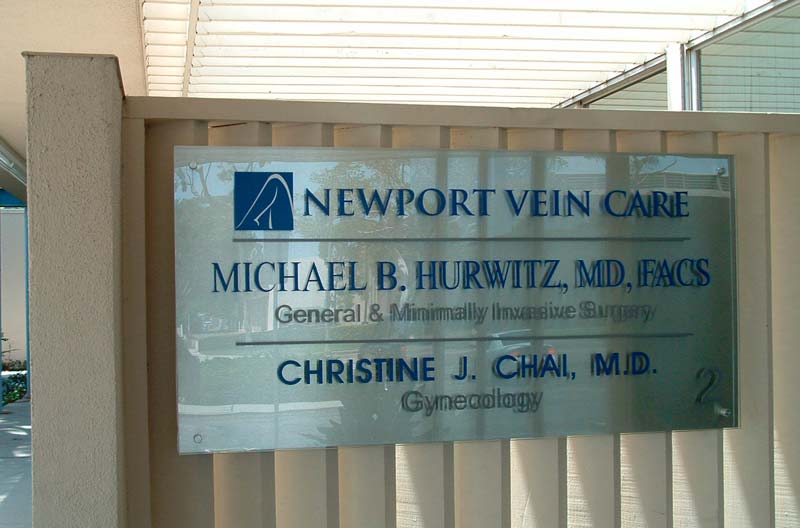 NEWPORT VEIN CARE
MICHAEL B. HURWITZ, MD, FACS
General & Minimally Invasive Surgery
CHRISTINE J. CHAI, M.D.
Gynecology
2